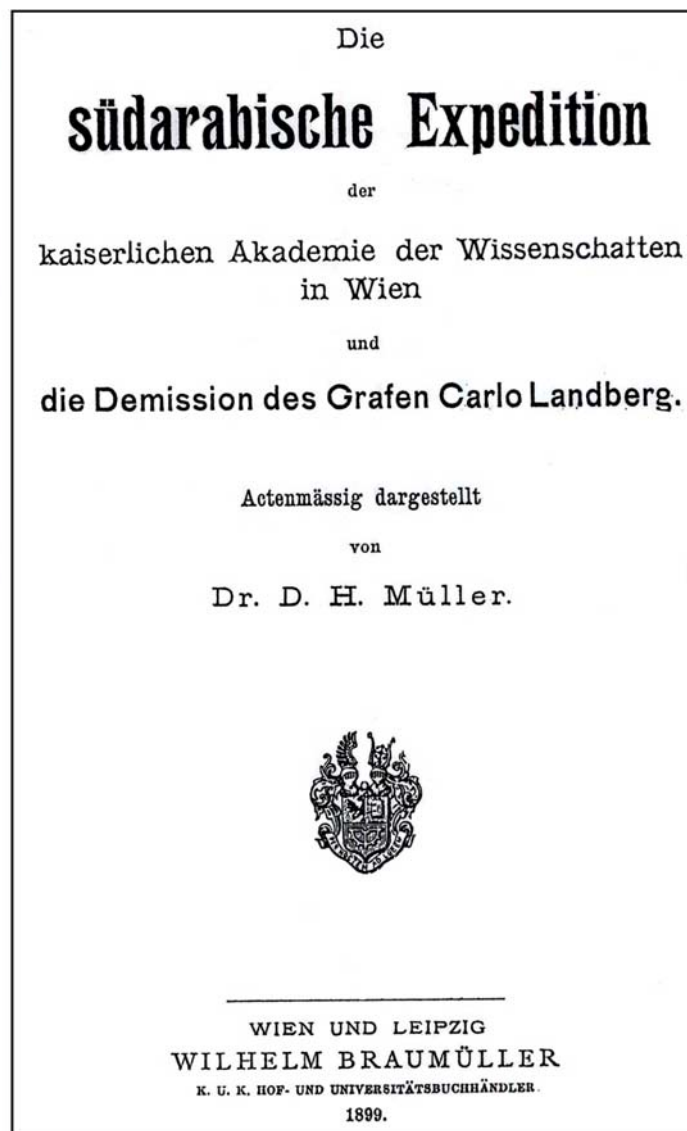 Die
südarabische Expedition
der
kaiserlichen Akademie der Wissenschatten
in Wien
und
die Demission des Grafen Carlo Landberg.
Actenmässig dargestellt
von
Dr. D. H. Müller.
WIEN UND LEIPZIG
WILHELM BRAUMÜLLER
K. U. K. HOF- UND UNIVERSITÄTSBUCHHÄNDLER.
1899.